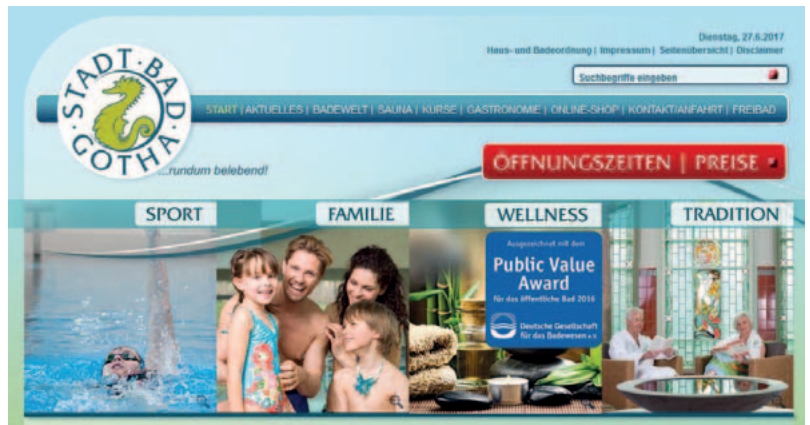 Dienstag, 27.6.2017
Haus- und Badeordnung | Impressum | Seitenübersicht | Disclaimer
Suchbegriffe eingeben
STADT·BAD·GOTHA·
START | AKTUELLES | BADEWELT | SAUNA | KURSE | GASTRONOMIE | ONLINE-SHOP | KONTAKT/ANFAHRT | FREIBAD
...rundum belebend!
ÖFFNUNGSZEITEN | PREISE
SPORT
FAMILIE
WELLNESS
TRADITION
Ausgezeichnet mit dem
Public Value
Award
für das öffentliche Bad 2016
Deutsche Gesellschaft
für das Badewesen e.V.